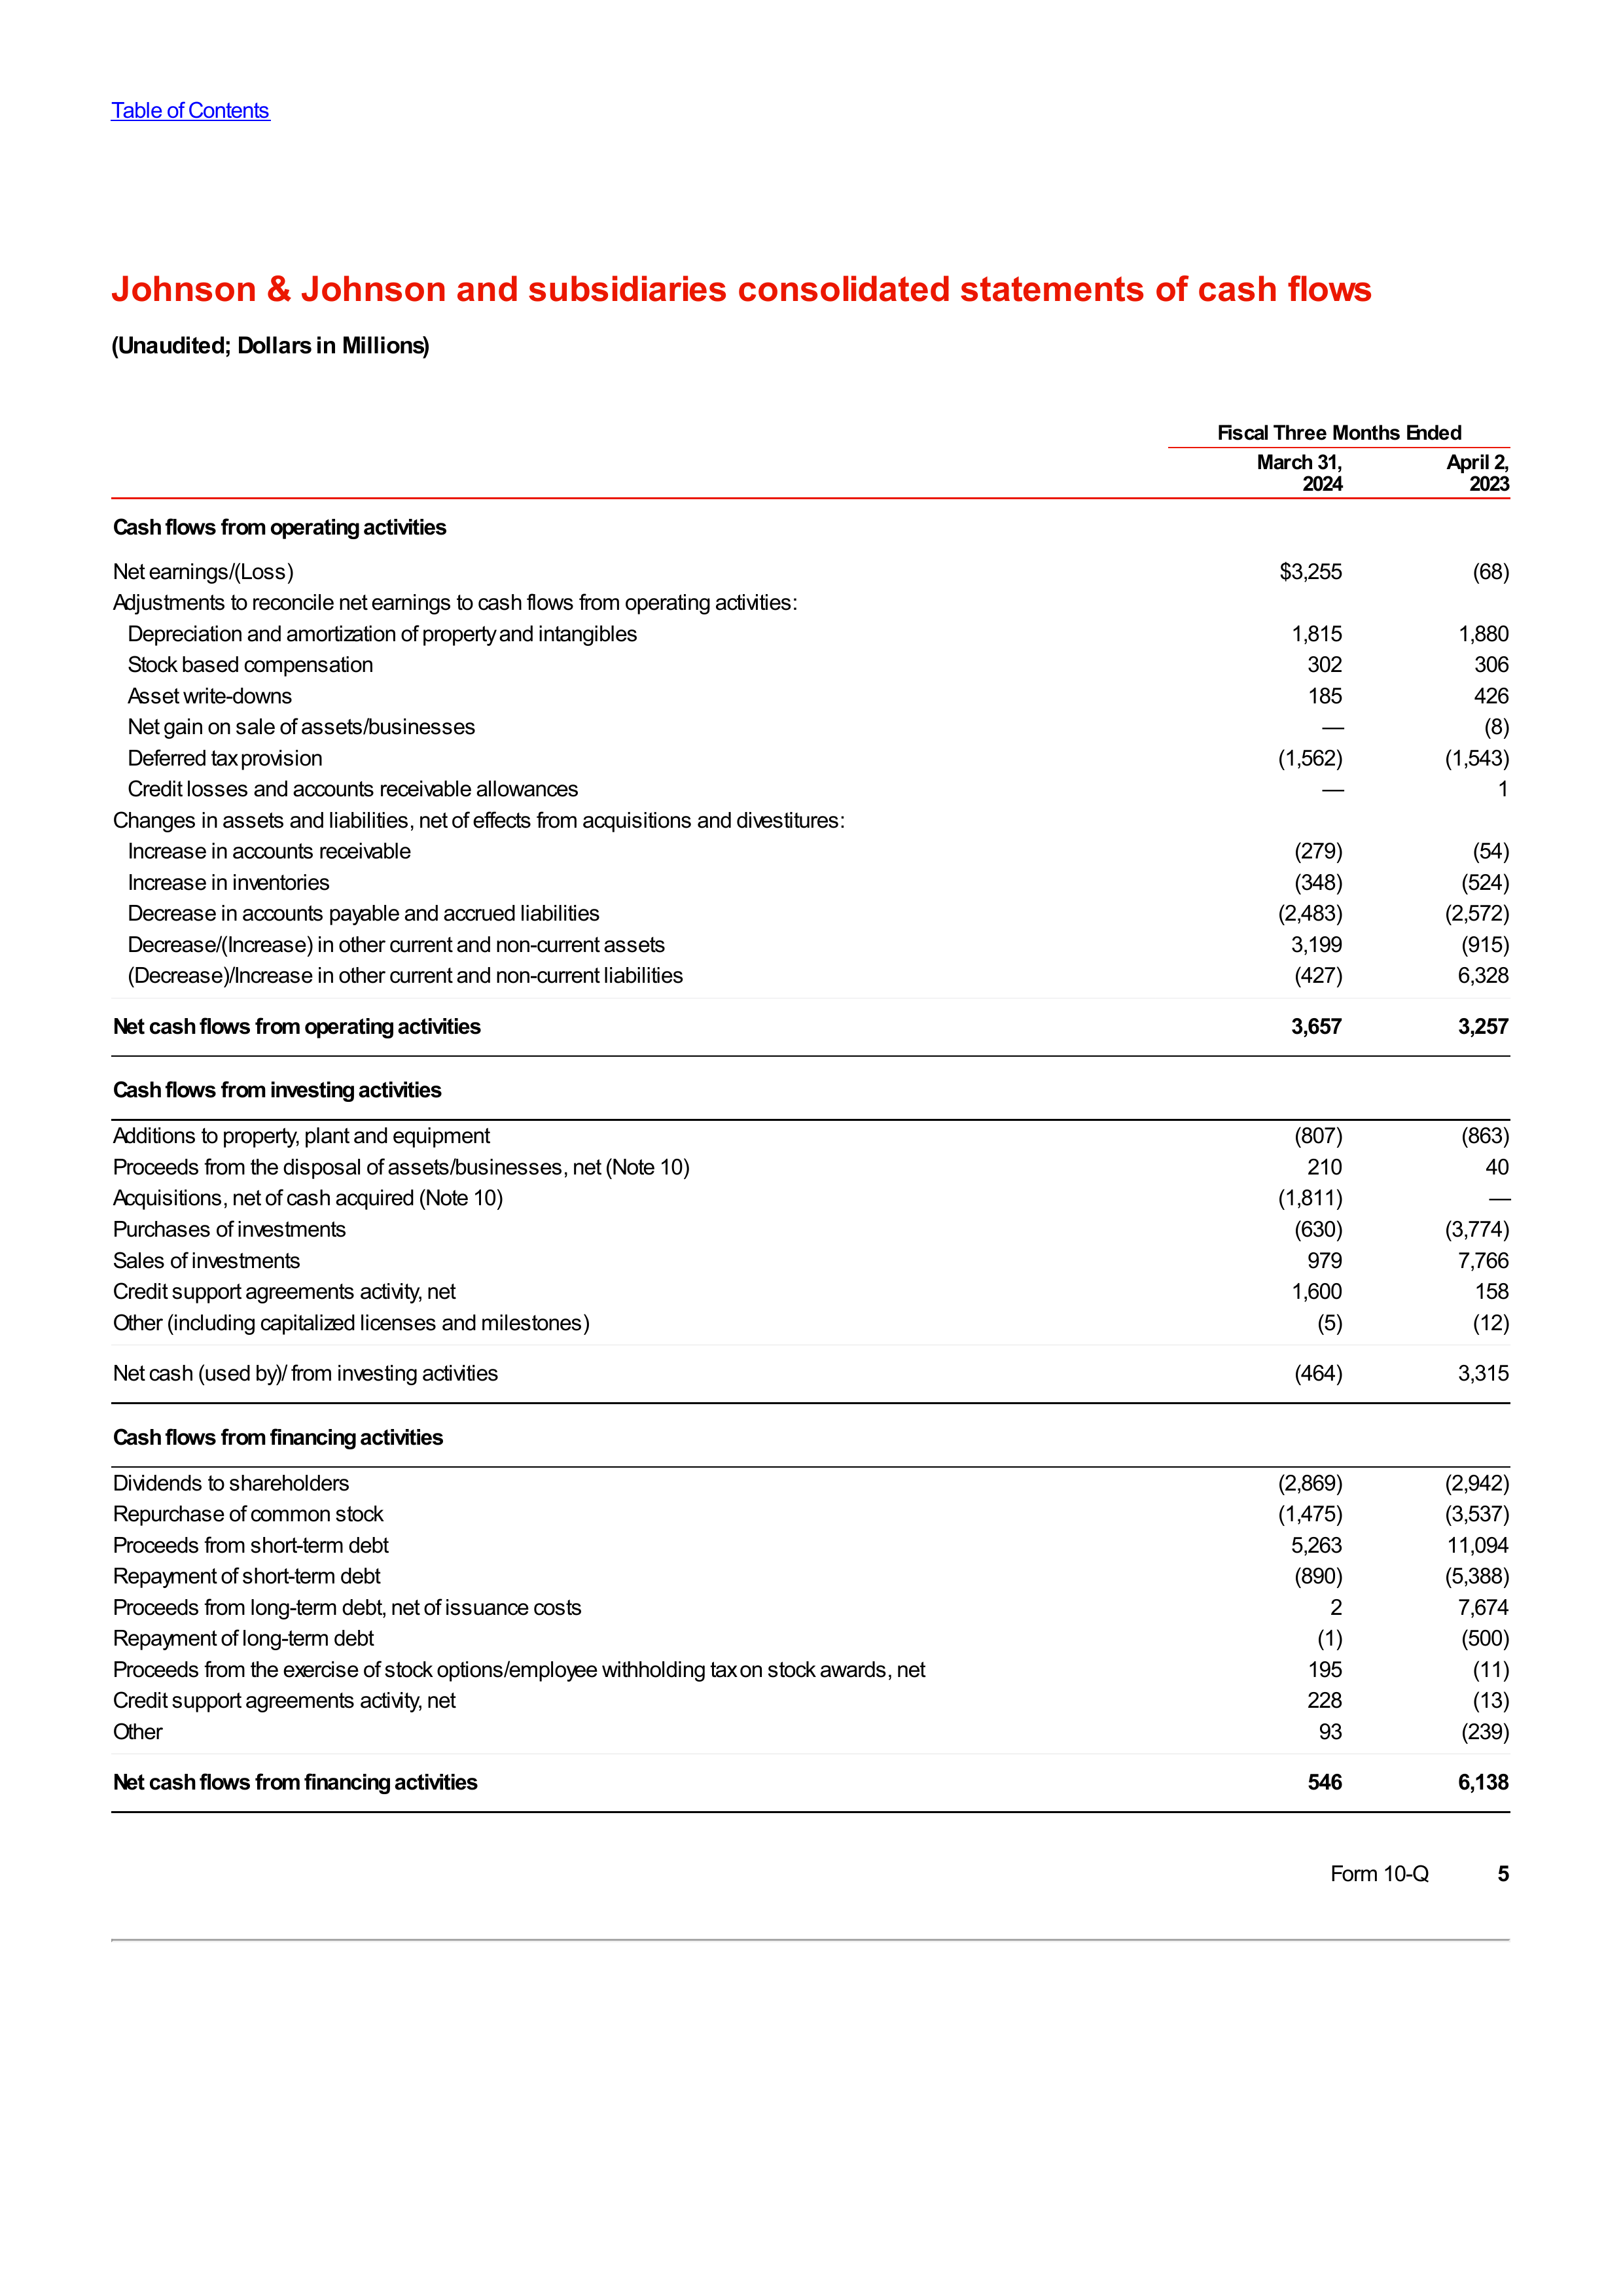 Table of Contents
Johnson & Johnson and subsidiaries consolidated statements of cash flows
(Unaudited; Dollars in Millions)
Fiscal Three Months Ended
March 31, 2024 April 2, 2023
Cash flows from operating activities
Net earnings/(Loss) $3,255 (68)
Adjustments to reconcile net earnings to cash flows from operating activities:
Depreciation and amortization of property and intangibles 1,815 1,880
Stock based compensation 302 306
Asset write-downs 185 426
Net gain on sale of assets/businesses — (8)
Deferred tax provision (1,562) (1,543)
Credit losses and accounts receivable allowances — 1
Changes in assets and liabilities, net of effects from acquisitions and divestitures:
Increase in accounts receivable (279) (54)
Increase in inventories (348) (524)
Decrease in accounts payable and accrued liabilities (2,483) (2,572)
Decrease/(Increase) in other current and non-current assets 3,199 (915)
(Decrease)/Increase in other current and non-current liabilities (427) 6,328
Net cash flows from operating activities 3,657 3,257
Cash flows from investing activities
Additions to property, plant and equipment (807) (863)
Proceeds from the disposal of assets/businesses, net (Note 10) 210 40
Acquisitions, net of cash acquired (Note 10) (1,811) —
Purchases of investments (630) (3,774)
Sales of investments 979 7,766
Credit support agreements activity, net 1,600 158
Other (including capitalized licenses and milestones) (5) (12)
Net cash (used by)/ from investing activities (464) 3,315
Cash flows from financing activities
Dividends to shareholders (2,869) (2,942)
Repurchase of common stock (1,475) (3,537)
Proceeds from short-term debt 5,263 11,094
Repayment of short-term debt (890) (5,388)
Proceeds from long-term debt, net of issuance costs 2 7,674
Repayment of long-term debt (1) (500)
Proceeds from the exercise of stock options/employee withholding tax on stock awards, net 195 (11)
Credit support agreements activity, net 228 (13)
Other 93 (239)
Net cash flows from financing activities 546 6,138
Form 10-Q 5